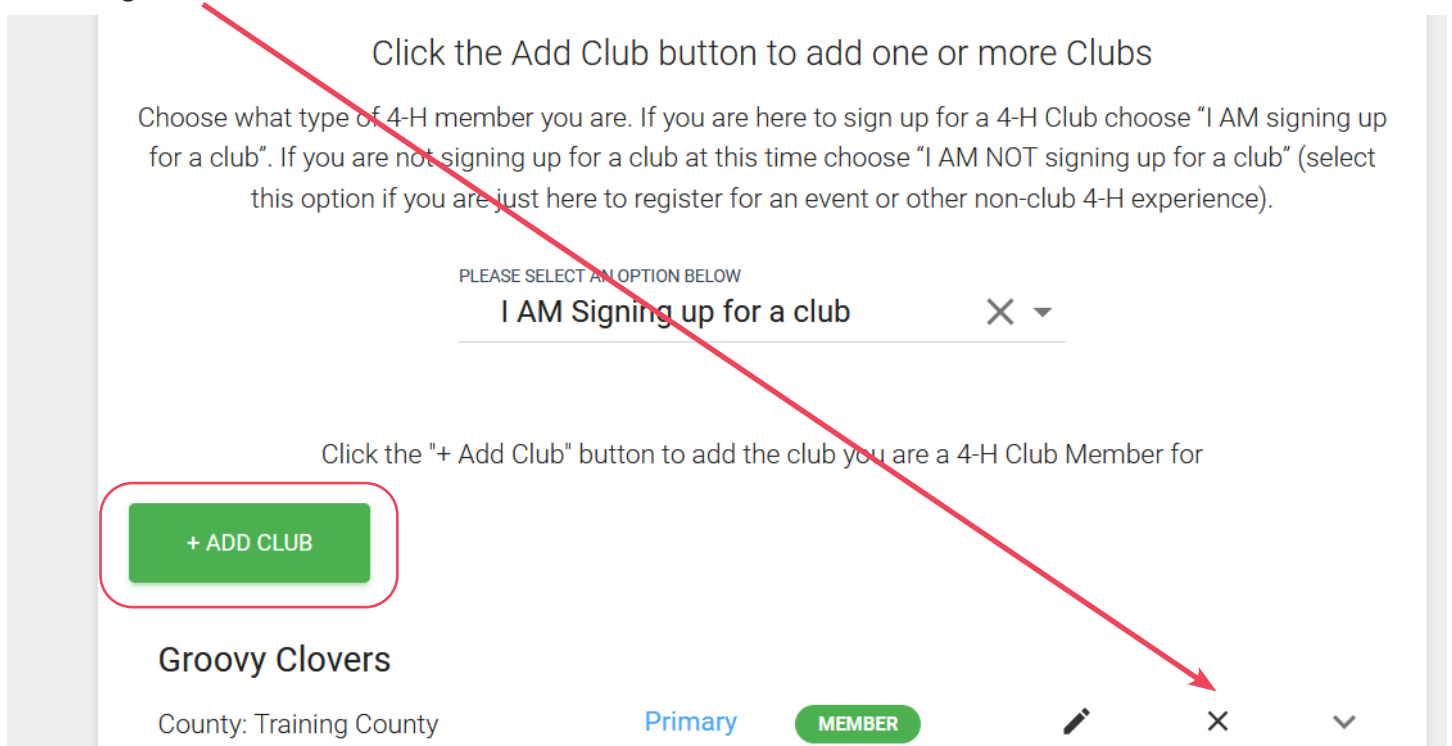 Click the Add Club button to add one or more Clubs
Choose what type of 4-H member you are. If you are here to sign up for a 4-H Club choose “I AM signing up
for a club”. If you are not signing up for a club at this time choose “I AM NOT signing up for a club” (select
this option if you are just here to register for an event or other non-club 4-H experience).
PLEASE SELECT AN OPTION BELOW
I AM Signing up for a club
Click the "+ Add Club" button to add the club you are a 4-H Club Member for
+ ADD CLUB
Groovy Clovers
County: Training County Primary MEMBER